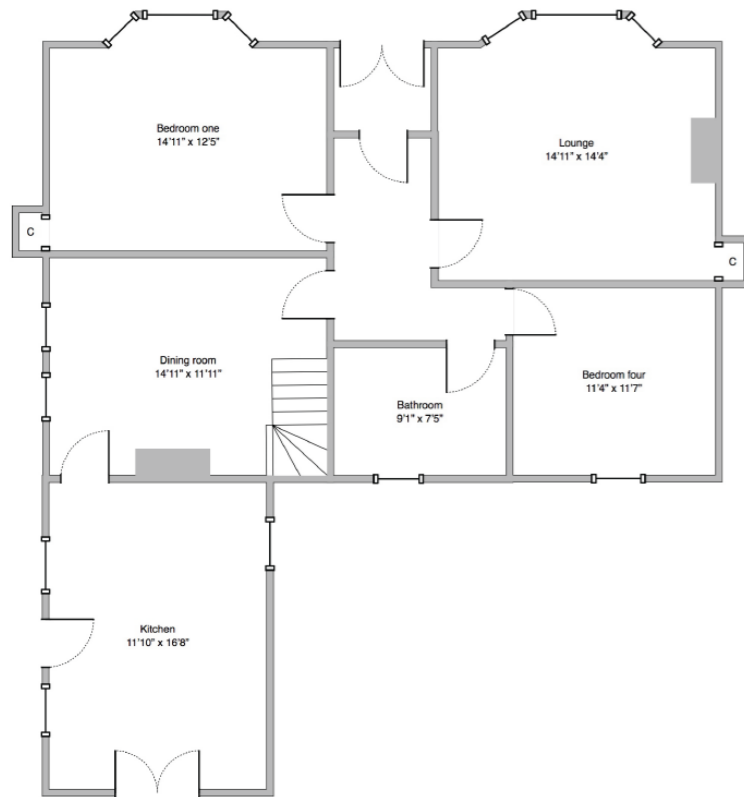 Bedroom one
14'11" x 12'5"
Lounge
14'11" x 14'4"
C
C
Dining room
14'11" x 11'11"
Bedroom four
11'4" x 11'7"
Bathroom
9'1" x 7'5"
Kitchen
11'10" x 16'8"